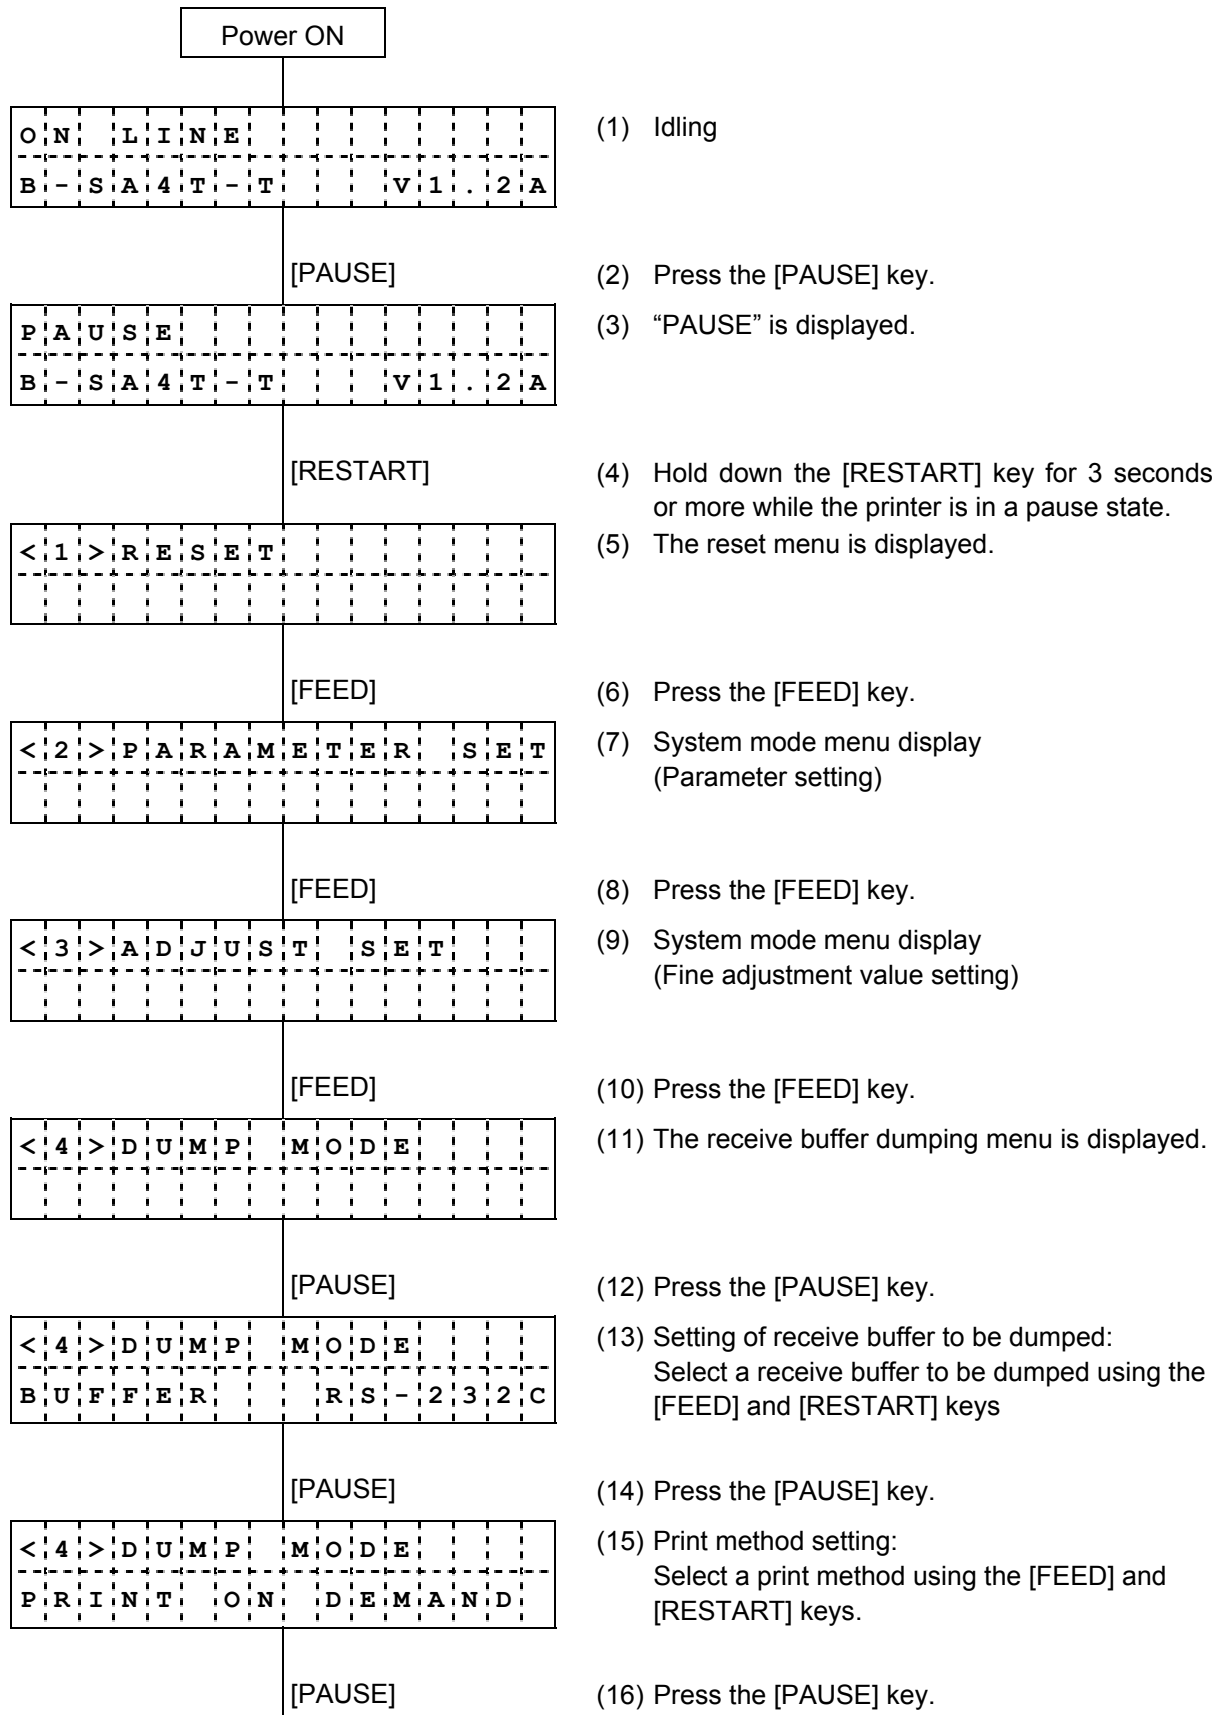 Power ON
ON LINE
B-SA4T-T   V1.2A
(1) Idling
[PAUSE]
(2) Press the [PAUSE] key.
PAUSE
B-SA4T-T   V1.2A
(3) “PAUSE” is displayed.
[RESTART]
(4) Hold down the [RESTART] key for 3 seconds
or more while the printer is in a pause state.
<1>RESET
(5) The reset menu is displayed.
[FEED]
(6) Press the [FEED] key.
<2>PARAMETER SET
(7) System mode menu display
(Parameter setting)
[FEED]
(8) Press the [FEED] key.
<3>ADJUST SET
(9) System mode menu display
(Fine adjustment value setting)
[FEED]
(10) Press the [FEED] key.
<4>DUMP MODE
(11) The receive buffer dumping menu is displayed.
[PAUSE]
(12) Press the [PAUSE] key.
<4>DUMP MODE
BUFFER   RS-232C
(13) Setting of receive buffer to be dumped:
Select a receive buffer to be dumped using the
[FEED] and [RESTART] keys
[PAUSE]
(14) Press the [PAUSE] key.
<4>DUMP MODE
PRINT ON DEMAND
(15) Print method setting:
Select a print method using the [FEED] and
[RESTART] keys.
[PAUSE]
(16) Press the [PAUSE] key.